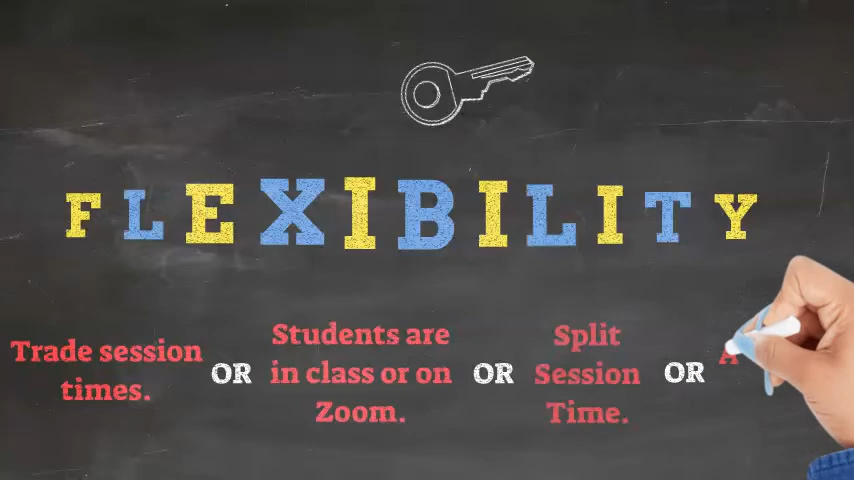 FLEXIBILITY
Trade session
times.
OR
Students are
in class or on
Zoom.
OR
Split
Session
Time.
OR
A